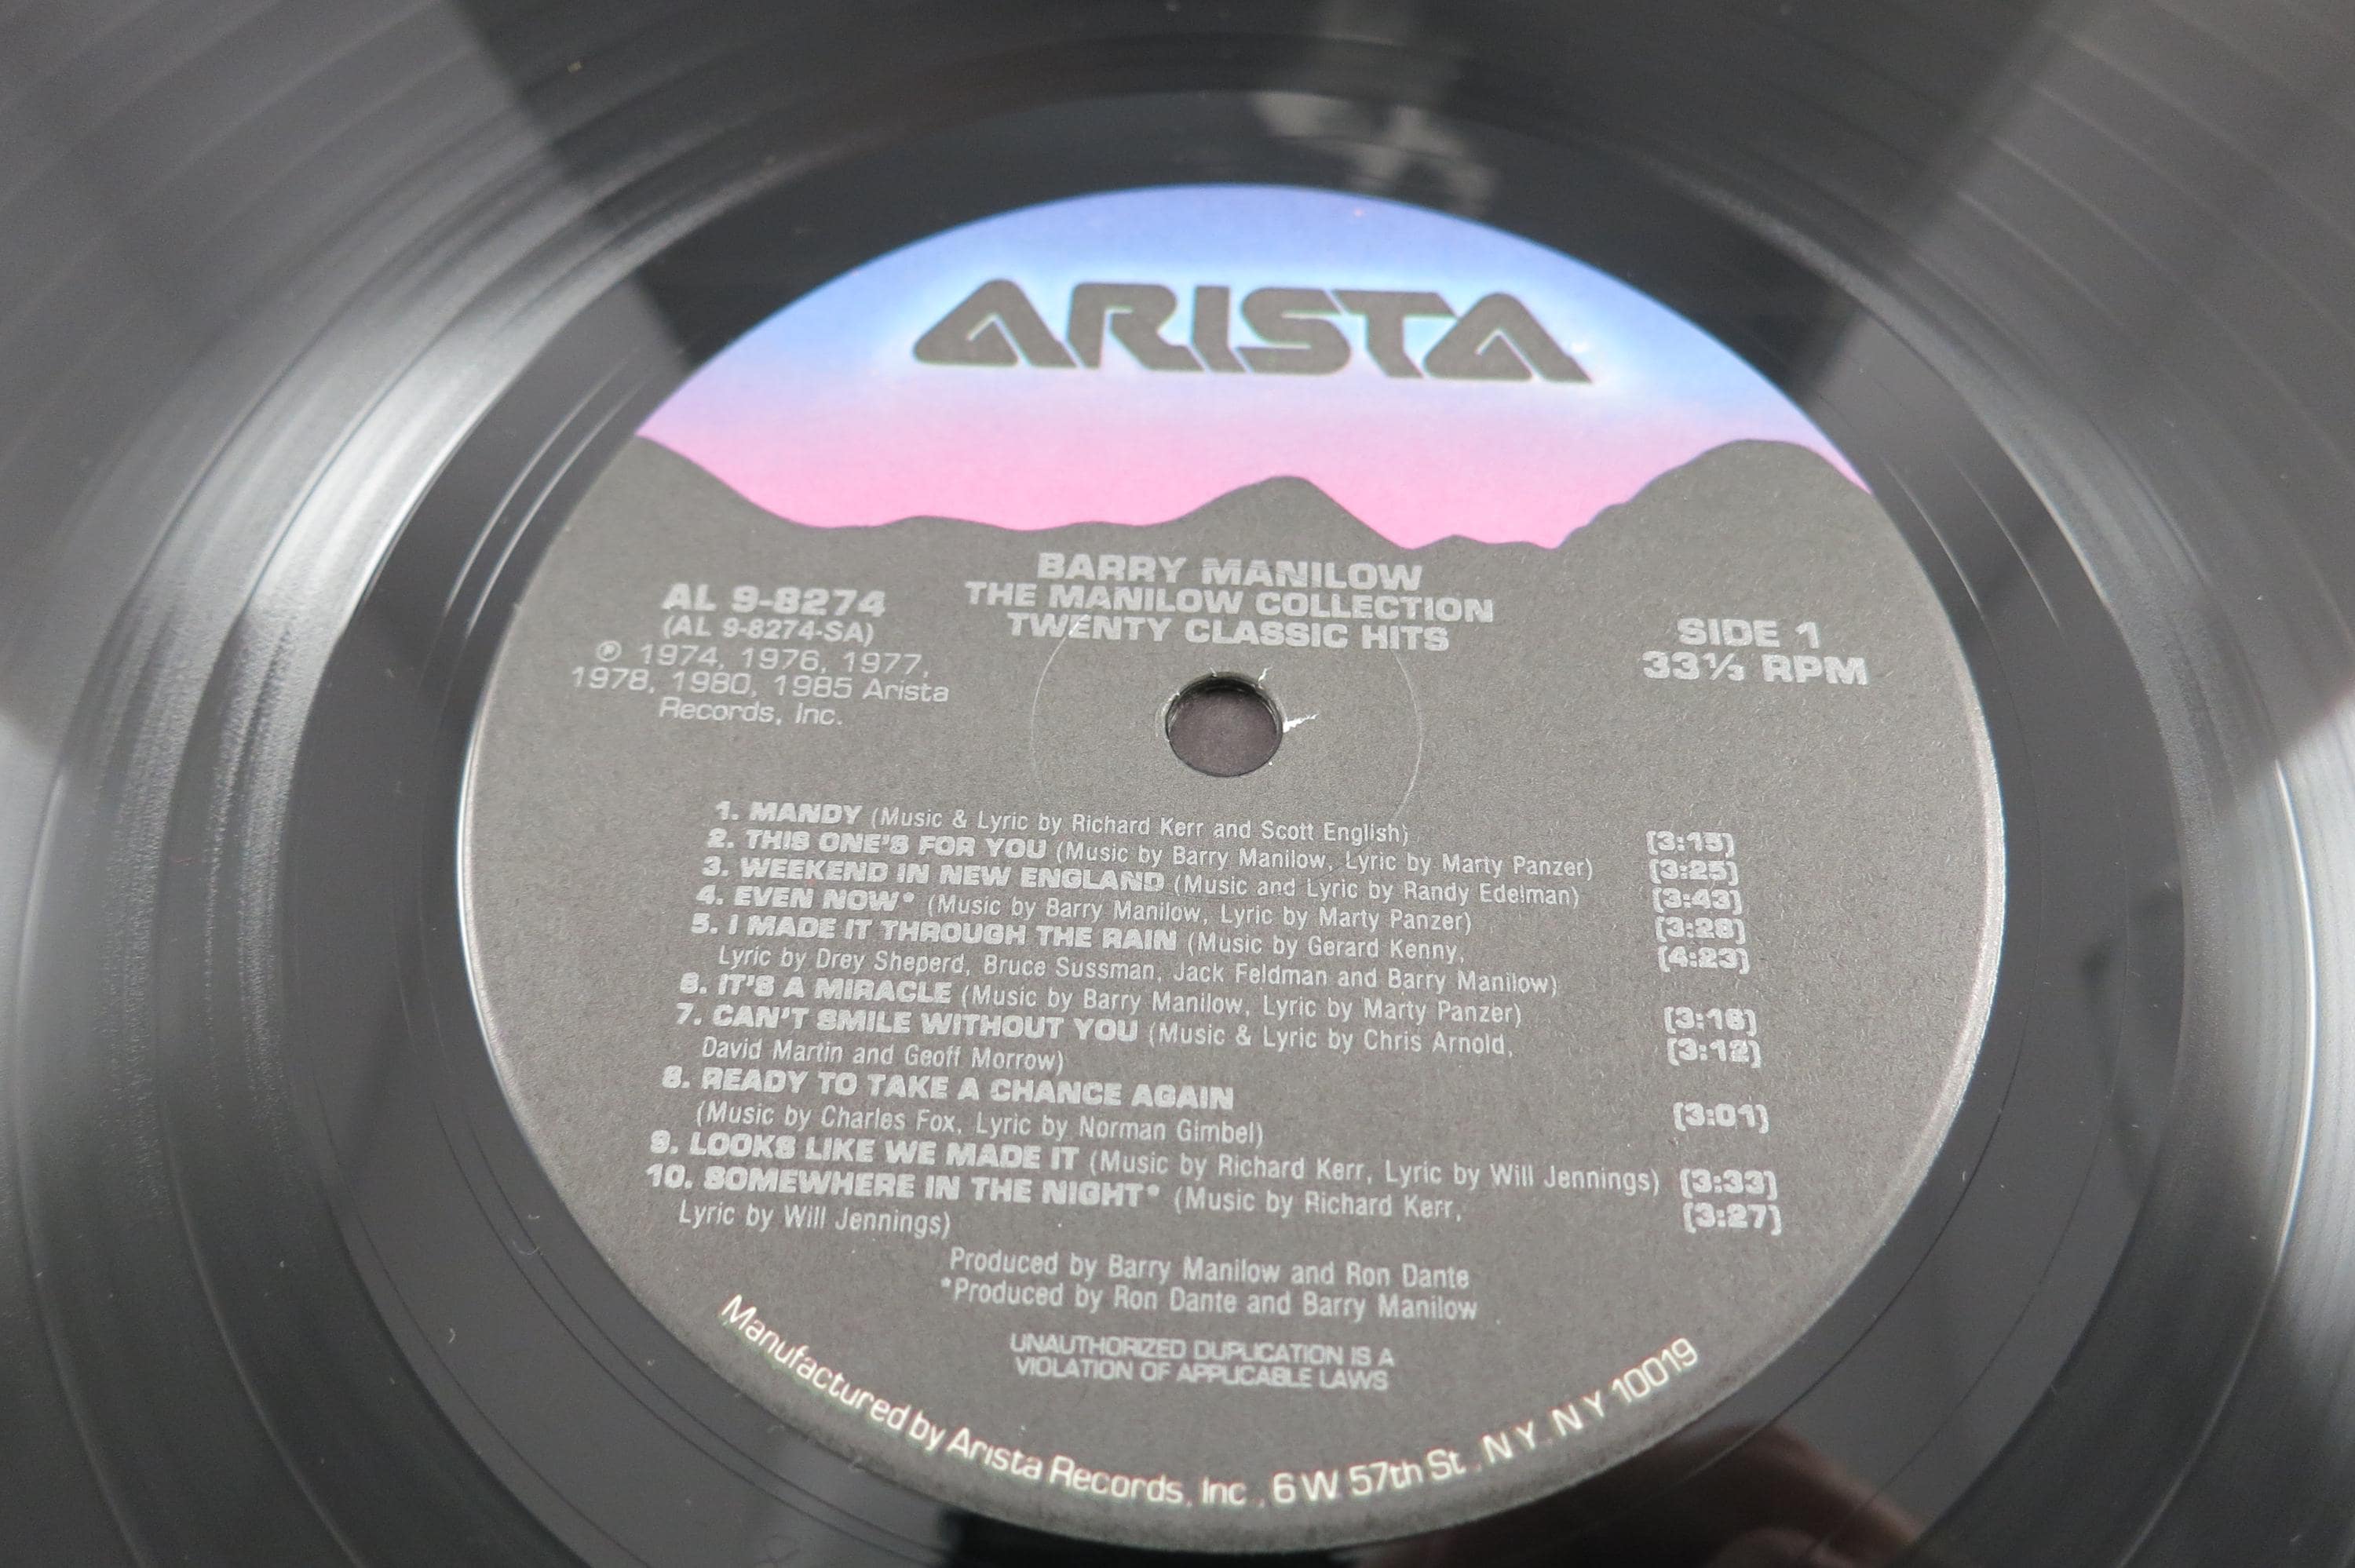 ARISTA
BARRY MANILOW
THE MANILOW COLLECTION
TWENTY CLASSIC HITS
AL 9-8274
(AL 9-8274-SA)
℗ 1974, 1976, 1977,
1978, 1980, 1985 Arista
Records, Inc.
SIDE 1
33⅓ RPM
1. MANDY (Music & Lyric by Richard Kerr and Scott English) [3:15]
2. THIS ONE'S FOR YOU (Music by Barry Manilow, Lyric by Marty Panzer) [3:25]
3. WEEKEND IN NEW ENGLAND (Music and Lyric by Randy Edelman) [3:43]
4. EVEN NOW* (Music by Barry Manilow, Lyric by Marty Panzer) [3:28]
5. I MADE IT THROUGH THE RAIN (Music by Gerard Kenny, [4:23]
Lyric by Drey Sheperd, Bruce Sussman, Jack Feldman and Barry Manilow)
6. IT'S A MIRACLE (Music by Barry Manilow, Lyric by Marty Panzer) [3:16]
7. CAN'T SMILE WITHOUT YOU (Music & Lyric by Chris Arnold, [3:12]
David Martin and Geoff Morrow)
8. READY TO TAKE A CHANCE AGAIN
(Music by Charles Fox, Lyric by Norman Gimbel) [3:01]
9. LOOKS LIKE WE MADE IT (Music by Richard Kerr, Lyric by Will Jennings) [3:33]
10. SOMEWHERE IN THE NIGHT* (Music by Richard Kerr, [3:27]
Lyric by Will Jennings)
Produced by Barry Manilow and Ron Dante
*Produced by Ron Dante and Barry Manilow
UNAUTHORIZED DUPLICATION IS A
VIOLATION OF APPLICABLE LAWS
Manufactured by Arista Records, Inc., 6 W. 57th St., N.Y., N.Y. 10019